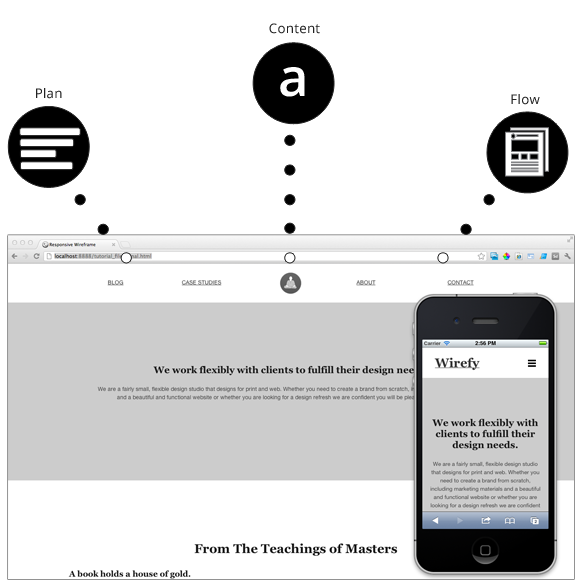 Content
Plan
Flow
a
Responsive Wireframe
localhost:8888/tutorial_fi
nal.html
BLOG
CASE STUDIES
ABOUT
CONTACT
We work flexibly with clients to fulfill their design nee
We are a fairly small, flexible design studio that designs for print and web. Whether you need to create a brand from scratch,
and a beautiful and functional website or whether you are looking for a design refresh we are confident you will be
From The Teachings of Masters
A book holds a house of gold.
Carrier
2:56 PM
Wirefy
We work flexibly with
clients to fulfill their
design needs.
We are a fairly small, flexible design studio
that designs for print and web. Whether you
need to create a brand from scratch,
including marketing materials and a beautiful
and functional website or whether you are
looking for a design refresh we are confident